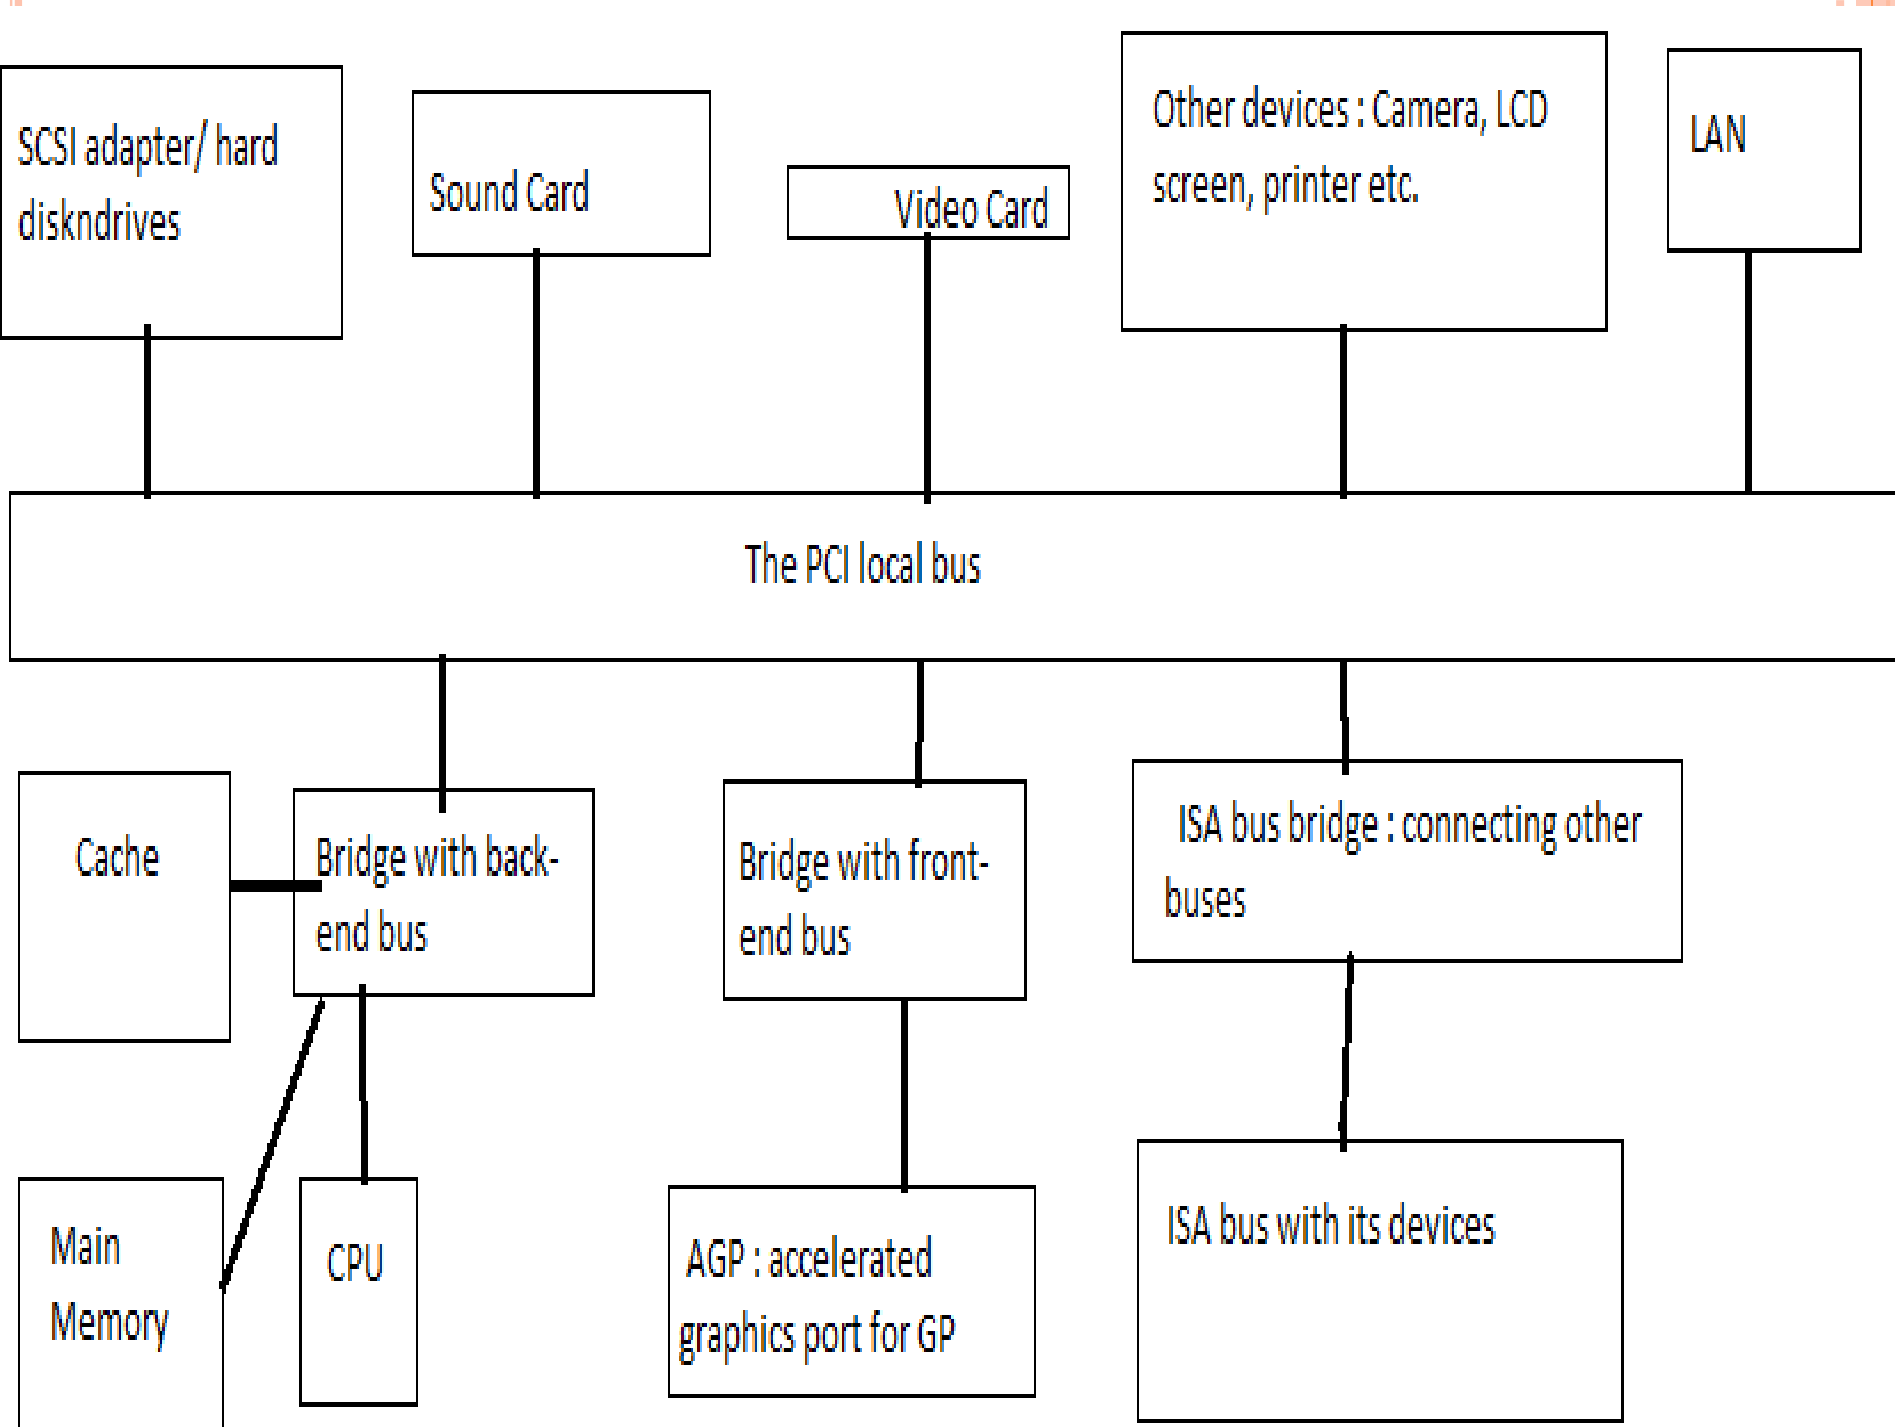 SCSI adapter/ hard
diskndrives
Sound Card
Video Card
Other devices : Camera, LCD
screen, printer etc.
LAN
The PCI local bus
Cache
Bridge with back-
end bus
Bridge with front-
end bus
ISA bus bridge : connecting other
buses
Main
Memory
CPU
AGP : accelerated
graphics port for GP
ISA bus with its devices